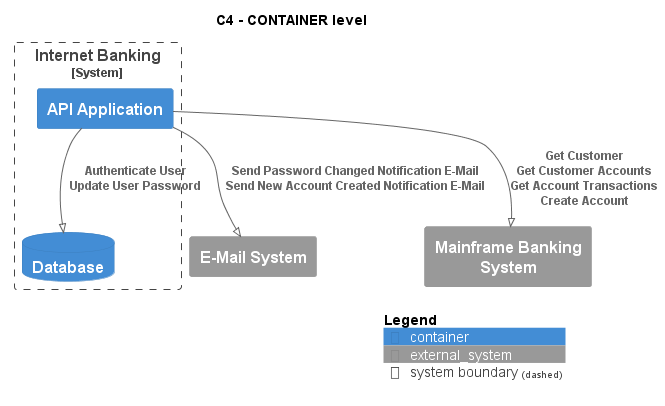 C4 - CONTAINER level
Internet Banking
[System]
API Application
Authenticate User
Update User Password
Send Password Changed Notification E-Mail
Send New Account Created Notification E-Mail
Get Customer
Get Customer Accounts
Get Account Transactions
Create Account
Database
E-Mail System
Mainframe Banking
System
Legend
container
external_system
system boundary (dashed)